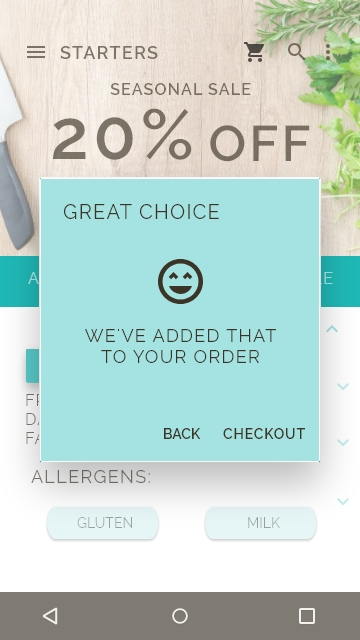 STARTERS
SEASONAL SALE
20% OFF
GREAT CHOICE
WE'VE ADDED THAT
TO YOUR ORDER
BACK CHECKOUT
ALLERGENS:
GLUTEN MILK